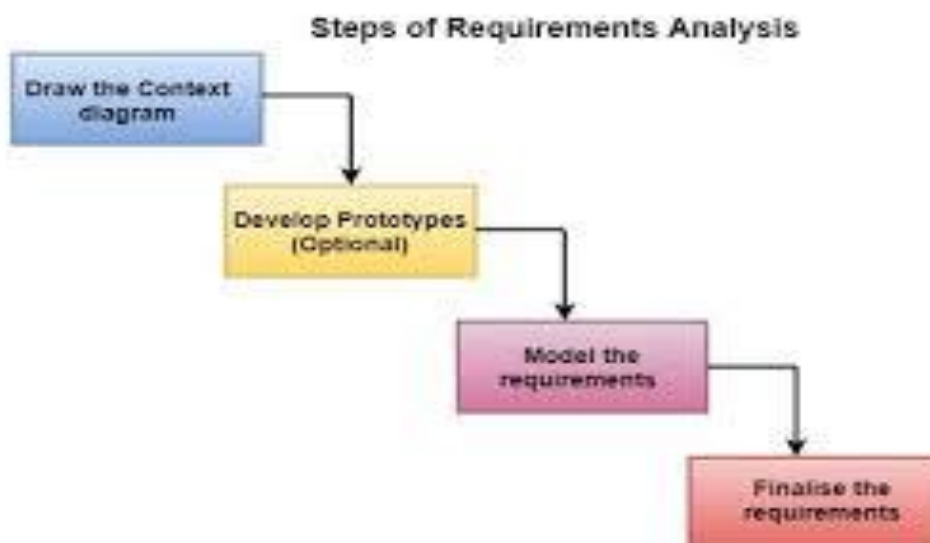 Steps of Requirements Analysis
Draw the Context
diagram
Develop Prototypes
(Optional)
Model the
requirements
Finalise the
requirements